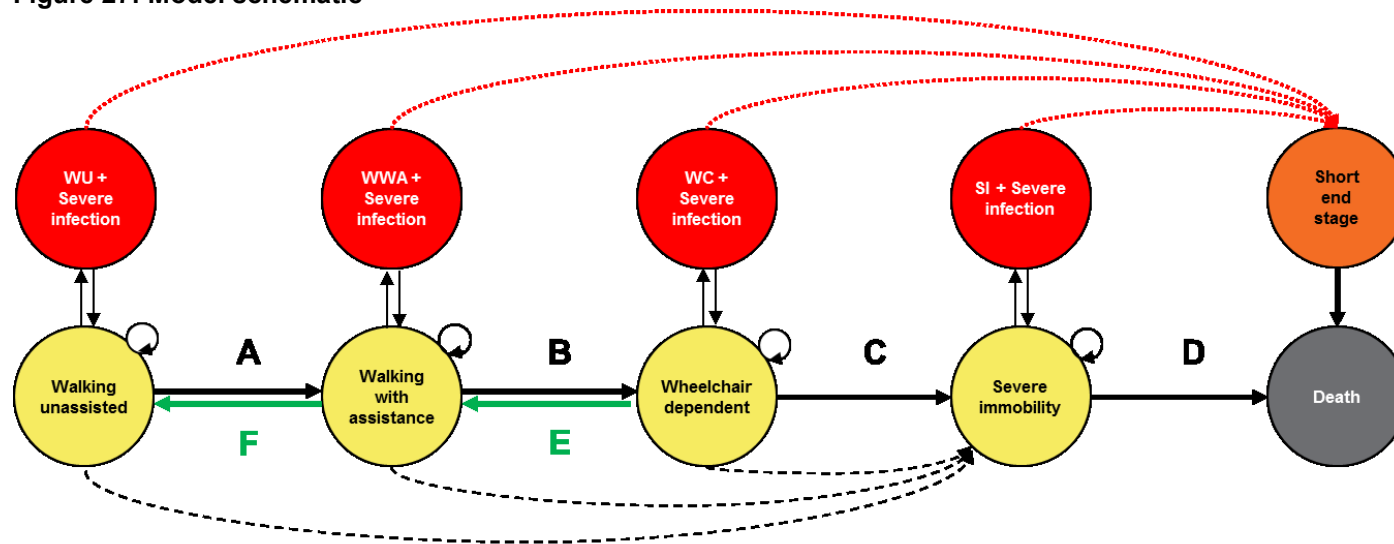 Figure 27: Model schematic
WU +
Severe
infection
WWA +
Severe
infection
WC +
Severe
infection
SI + Severe
infection
Short
end
stage
A
B
C
D
Walking
unassisted
Walking
with
assistance
Wheelchair
dependent
Severe
immobility
Death
F
E